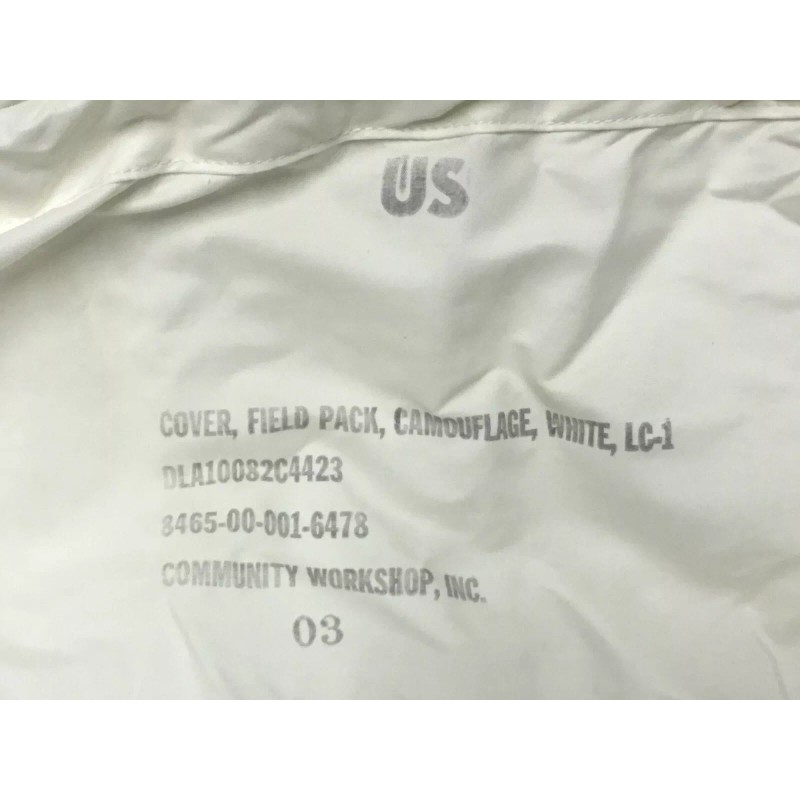 US
COVER, FIELD PACK, CAMOUFLAGE, WHITE, LC-1
DLA10082C4423
8465-00-001-6478
COMMUNITY WORKSHOP, INC.
03